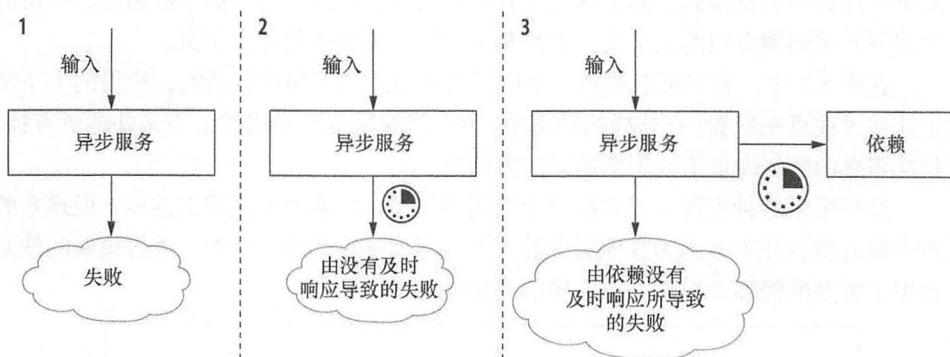 1
输入
异步服务
失败
2
输入
异步服务
由没有及时
响应导致的失败
3
输入
异步服务
依赖
由依赖没有
及时响应所导致
的失败